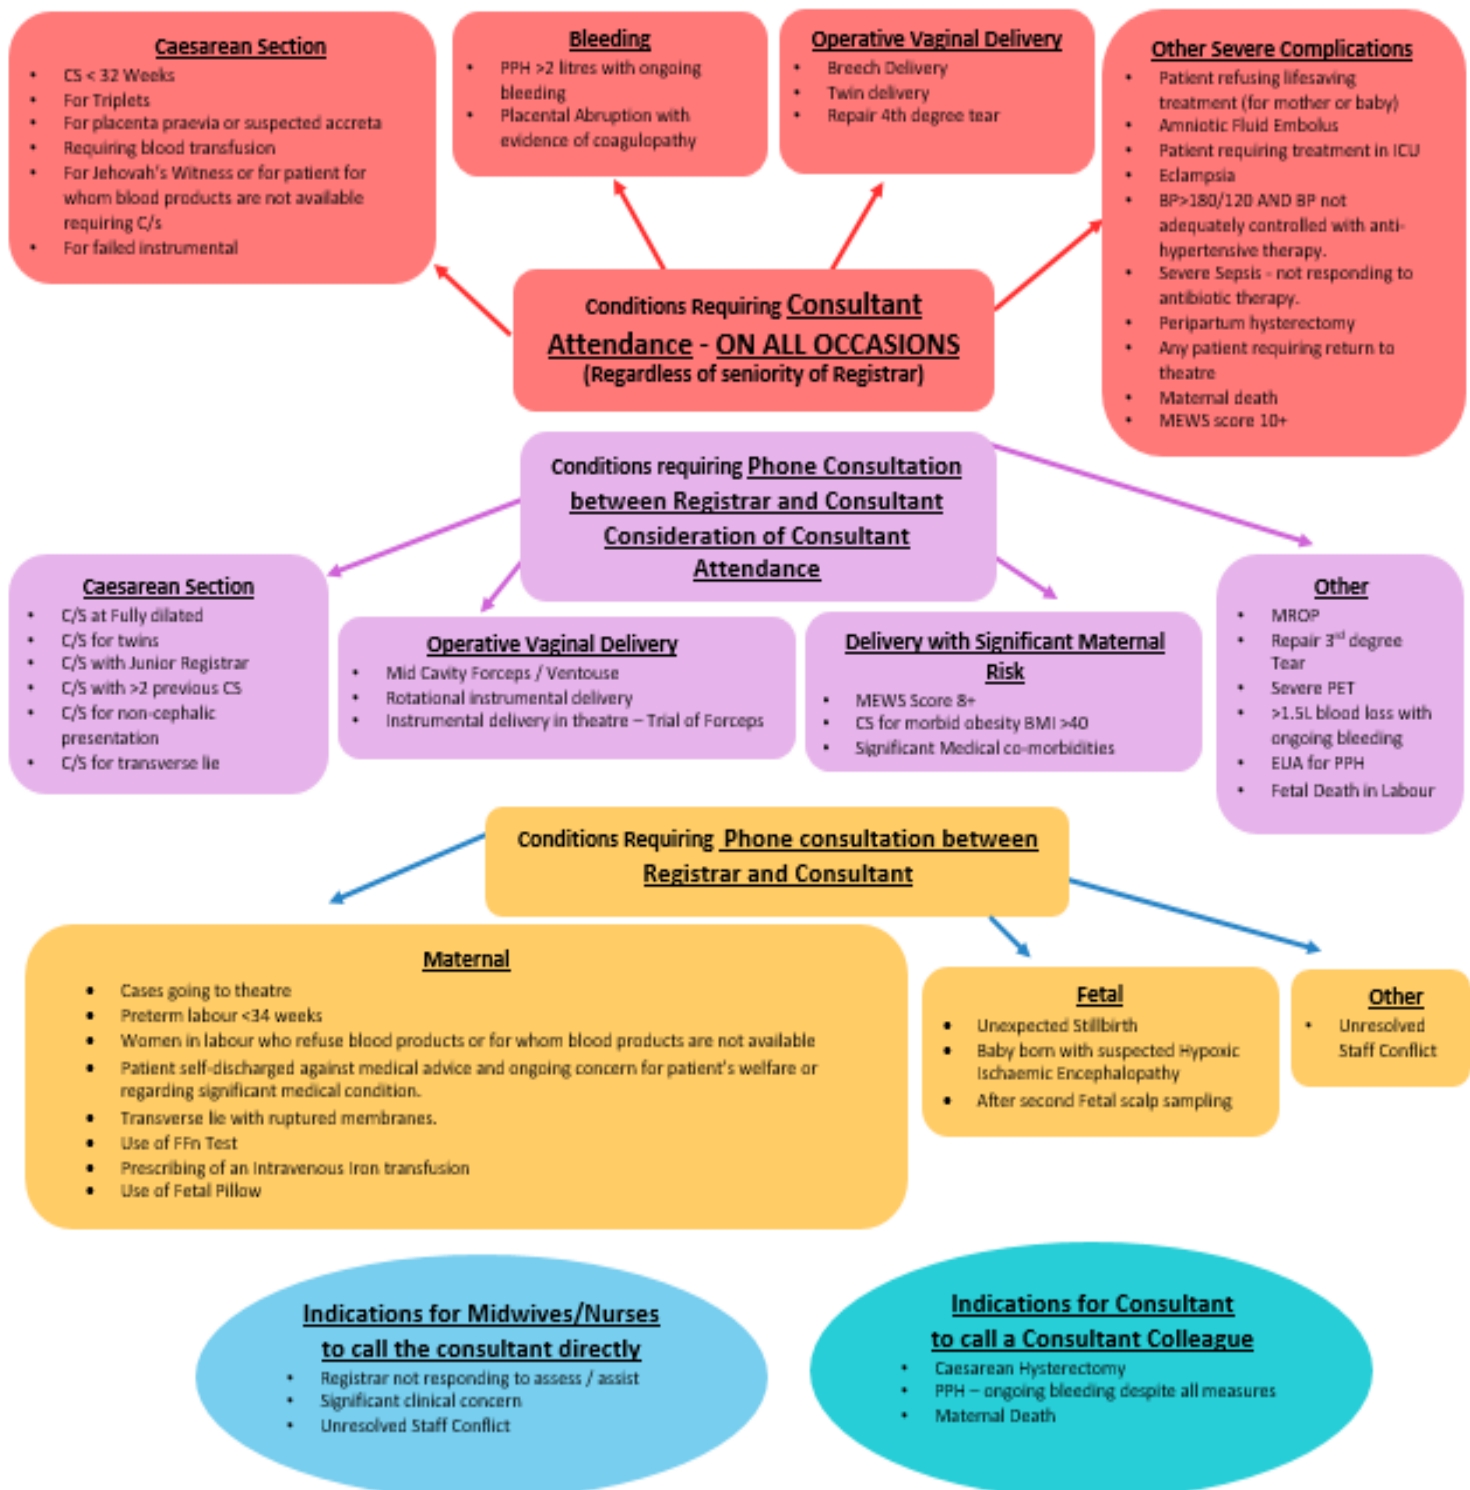 Caesarean Section
• CS < 32 Weeks
• For Triplets
• For placenta praevia or suspected accreta
• Requiring blood transfusion
• For Jehovah's Witness or for patient for
whom blood products are not available
requiring C/s
• For failed instrumental
Bleeding
• PPH >2 litres with ongoing
bleeding
• Placental Abruption with
evidence of coagulopathy
Operative Vaginal Delivery
• Breech Delivery
• Twin delivery
• Repair 4th degree tear
Other Severe Complications
• Patient refusing lifesaving
treatment (for mother or baby)
• Amniotic Fluid Embolus
• Patient requiring treatment in ICU
• Eclampsia
• BP>180/120 AND BP not
adequately controlled with anti-
hypertensive therapy.
• Severe Sepsis - not responding to
antibiotic therapy.
• Peripartum hysterectomy
• Any patient requiring return to
theatre
• Maternal death
• MEWS score 10+
Conditions Requiring Consultant
Attendance - ON ALL OCCASIONS
(Regardless of seniority of Registrar)
Conditions requiring Phone Consultation
between Registrar and Consultant
Consideration of Consultant
Attendance
Caesarean Section
• C/S at Fully dilated
• C/S for twins
• C/S with Junior Registrar
• C/S with >2 previous CS
• C/S for non-cephalic
presentation
• C/S for transverse lie
Operative Vaginal Delivery
• Mid Cavity Forceps / Ventouse
• Rotational instrumental delivery
• Instrumental delivery in theatre – Trial of Forceps
Delivery with Significant Maternal
Risk
• MEWS Score 8+
• CS for morbid obesity BMI >40
• Significant Medical co-morbidities
Other
• MROP
• Repair 3rd degree
Tear
• Severe PET
• >1.5L blood loss with
ongoing bleeding
• EUA for PPH
• Fetal Death in Labour
Conditions Requiring Phone consultation between
Registrar and Consultant
Maternal
• Cases going to theatre
• Preterm labour <34 weeks
• Women in labour who refuse blood products or for whom blood products are not available
• Patient self-discharged against medical advice and ongoing concern for patient's welfare or
regarding significant medical condition.
• Transverse lie with ruptured membranes.
• Use of FFn Test
• Prescribing of an Intravenous Iron transfusion
• Use of Fetal Pillow
Fetal
• Unexpected Stillbirth
• Baby born with suspected Hypoxic
Ischaemic Encephalopathy
• After second Fetal scalp sampling
Other
• Unresolved
Staff Conflict
Indications for Midwives/Nurses
to call the consultant directly
• Registrar not responding to assess / assist
• Significant clinical concern
• Unresolved Staff Conflict
Indications for Consultant
to call a Consultant Colleague
• Caesarean Hysterectomy
• PPH – ongoing bleeding despite all measures
• Maternal Death